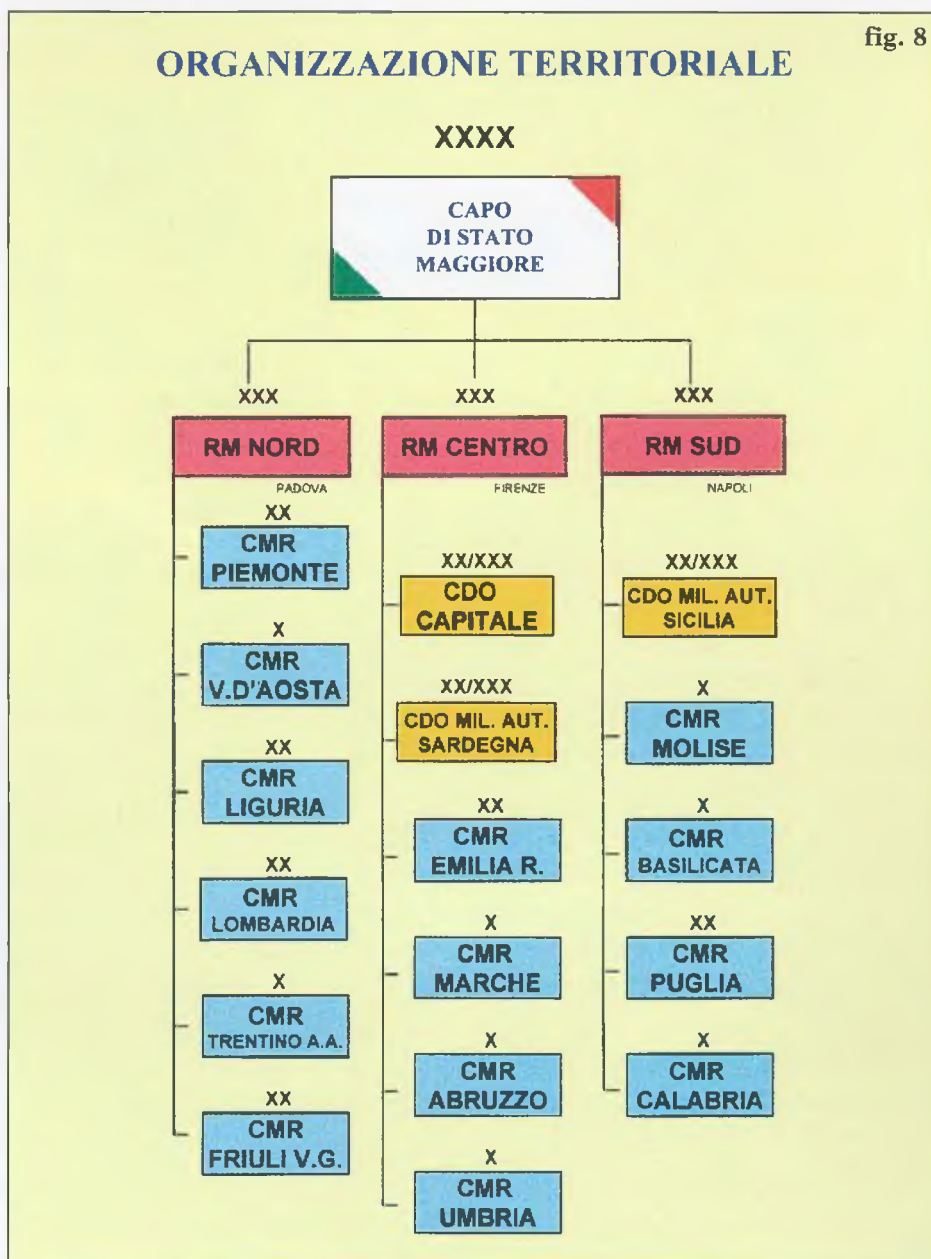 fig. 8
ORGANIZZAZIONE TERRITORIALE
XXXX
CAPO
DI STATO
MAGGIORE
XXX
RM NORD
PADOVA
XX
CMR
PIEMONTE
X
CMR
V.D'AOSTA
XX
CMR
LIGURIA
XX
CMR
LOMBARDIA
X
CMR
TRENTINO A.A.
XX
CMR
FRIULI V.G.
XXX
RM CENTRO
FIRENZE
XX/XXX
CDO
CAPITALE
XX/XXX
CDO MIL. AUT.
SARDEGNA
XX
CMR
EMILIA R.
X
CMR
MARCHE
X
CMR
ABRUZZO
X
CMR
UMBRIA
XXX
RM SUD
NAPOLI
XX/XXX
CDO MIL. AUT.
SICILIA
X
CMR
MOLISE
X
CMR
BASILICATA
XX
CMR
PUGLIA
X
CMR
CALABRIA